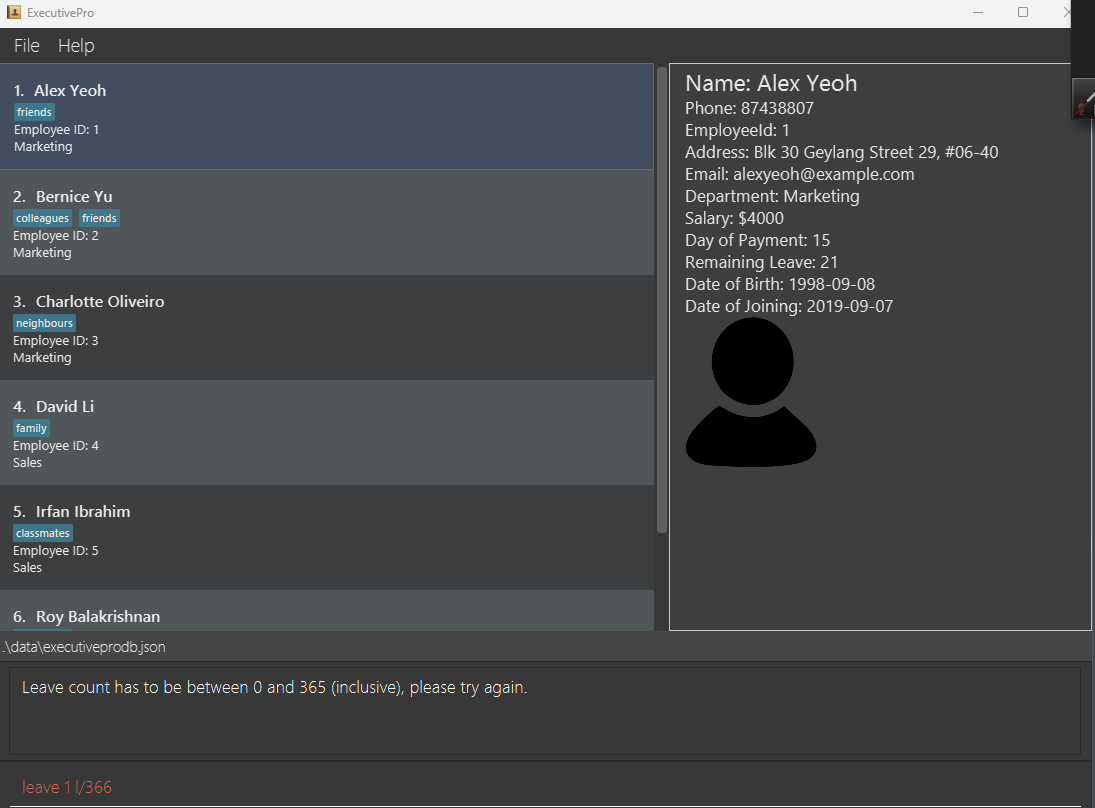 ExecutivePro
File Help
1. Alex Yeoh
friends
Employee ID: 1
Marketing
2. Bernice Yu
colleagues friends
Employee ID: 2
Marketing
3. Charlotte Oliveiro
neighbours
Employee ID: 3
Marketing
4. David Li
family
Employee ID: 4
Sales
5. Irfan Ibrahim
classmates
Employee ID: 5
Sales
6. Roy Balakrishnan
Name: Alex Yeoh
Phone: 87438807
EmployeeId: 1
Address: Blk 30 Geylang Street 29, #06-40
Email: alexyeoh@example.com
Department: Marketing
Salary: $4000
Day of Payment: 15
Remaining Leave: 21
Date of Birth: 1998-09-08
Date of Joining: 2019-09-07
.\data\executiveprodb.json
Leave count has to be between 0 and 365 (inclusive), please try again.
leave 1 l/366